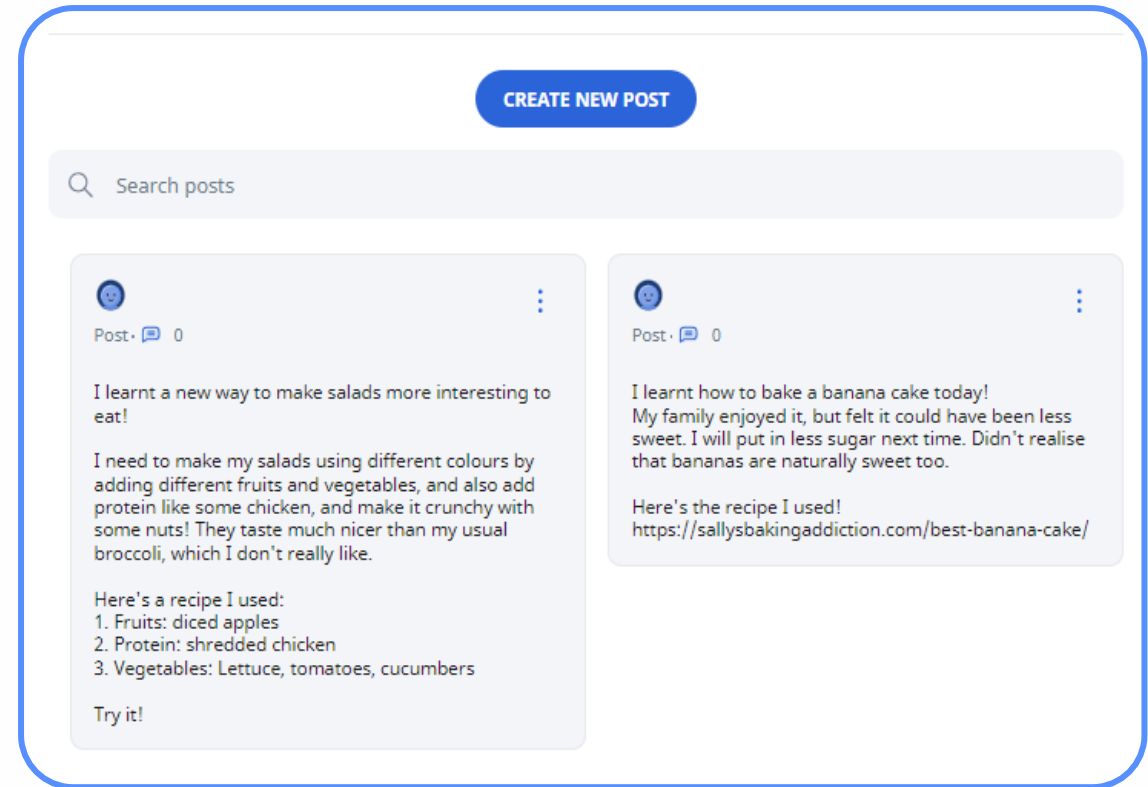 CREATE NEW POST
Search posts
Post· 0
I learnt a new way to make salads more interesting to
eat!
I need to make my salads using different colours by
adding different fruits and vegetables, and also add
protein like some chicken, and make it crunchy with
some nuts! They taste much nicer than my usual
broccoli, which I don't really like.
Here's a recipe I used:
1. Fruits: diced apples
2. Protein: shredded chicken
3. Vegetables: Lettuce, tomatoes, cucumbers
Try it!
Post· 0
I learnt how to bake a banana cake today!
My family enjoyed it, but felt it could have been less
sweet. I will put in less sugar next time. Didn't realise
that bananas are naturally sweet too.
Here's the recipe I used!
https://sallysbakingaddiction.com/best-banana-cake/